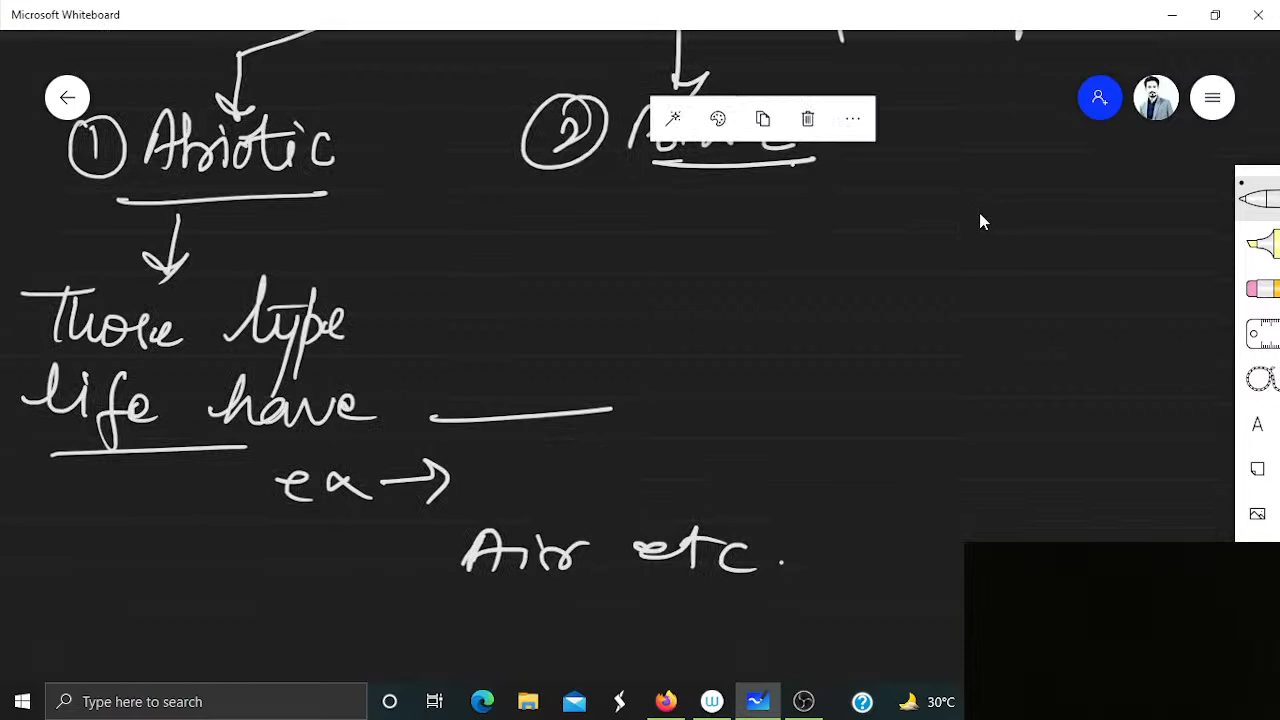 Microsoft Whiteboard
① Abiotic
②
Those type
life have
ex →
Air etc.
A
Type here to search
30°C